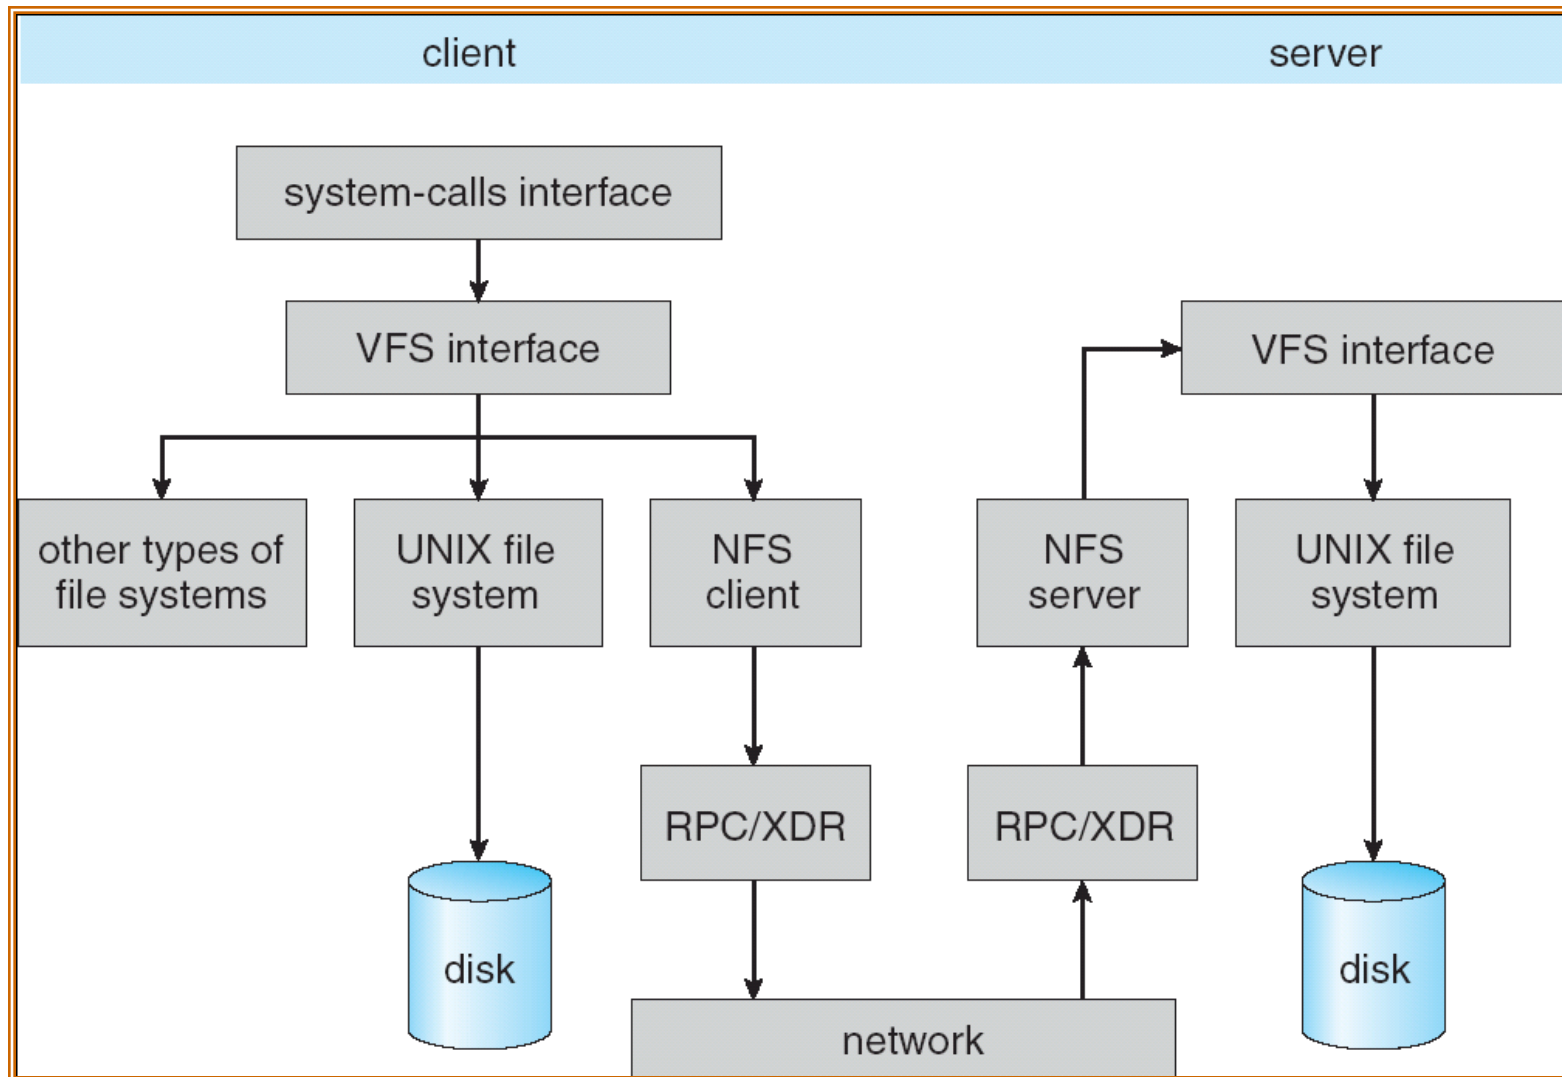 client
server
system-calls interface
VFS interface
VFS interface
other types of
file systems
UNIX file
system
NFS
client
NFS
server
UNIX file
system
RPC/XDR
RPC/XDR
disk
disk
network